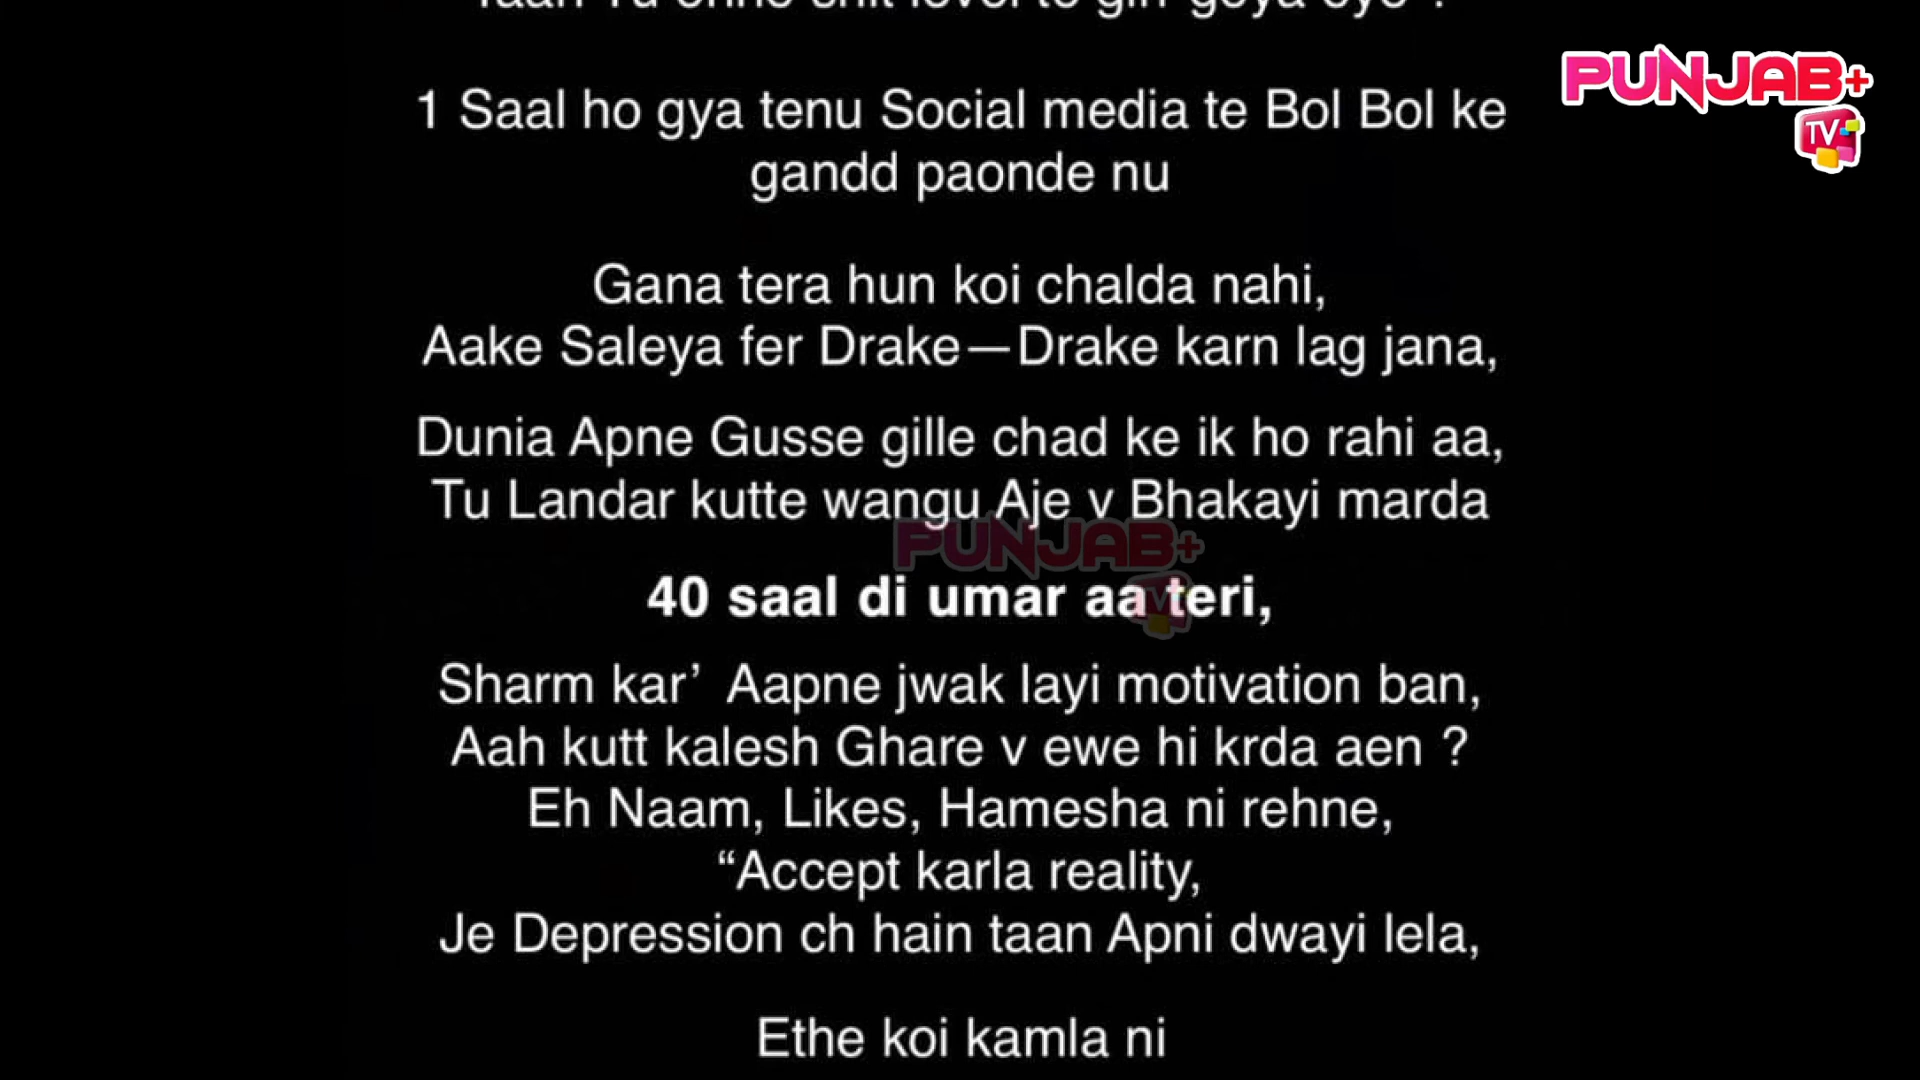 1 Saal ho gya tenu Social media te Bol Bol ke
gandd paonde nu
Gana tera hun koi chalda nahi,
Aake Saleya fer Drake—Drake karn lag jana,
Dunia Apne Gusse gille chad ke ik ho rahi aa,
Tu Landar kutte wangu Aje v Bhakayi marda
40 saal di umar aa teri,
Sharm kar’ Aapne jwak layi motivation ban,
Aah kutt kalesh Ghare v ewe hi krda aen ?
Eh Naam, Likes, Hamesha ni rehne,
“Accept karla reality,
Je Depression ch hain taan Apni dwayi lela,
Ethe koi kamla ni
PUNJAB+
TV
PUNJAB+
TV